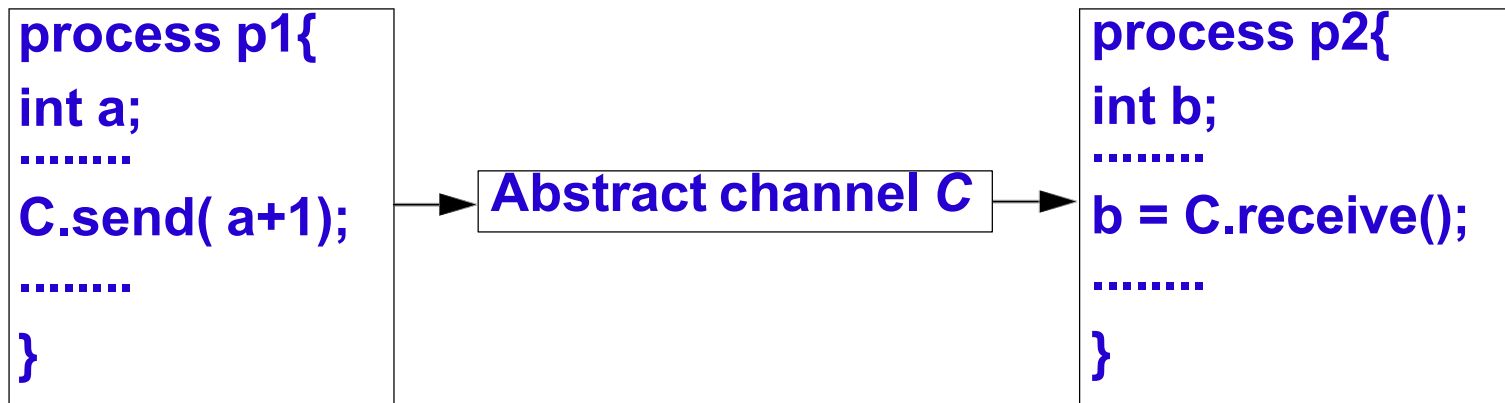 process p1{
int a;
........
C.send( a+1);
........
}
Abstract channel C
process p2{
int b;
........
b = C.receive();
........
}